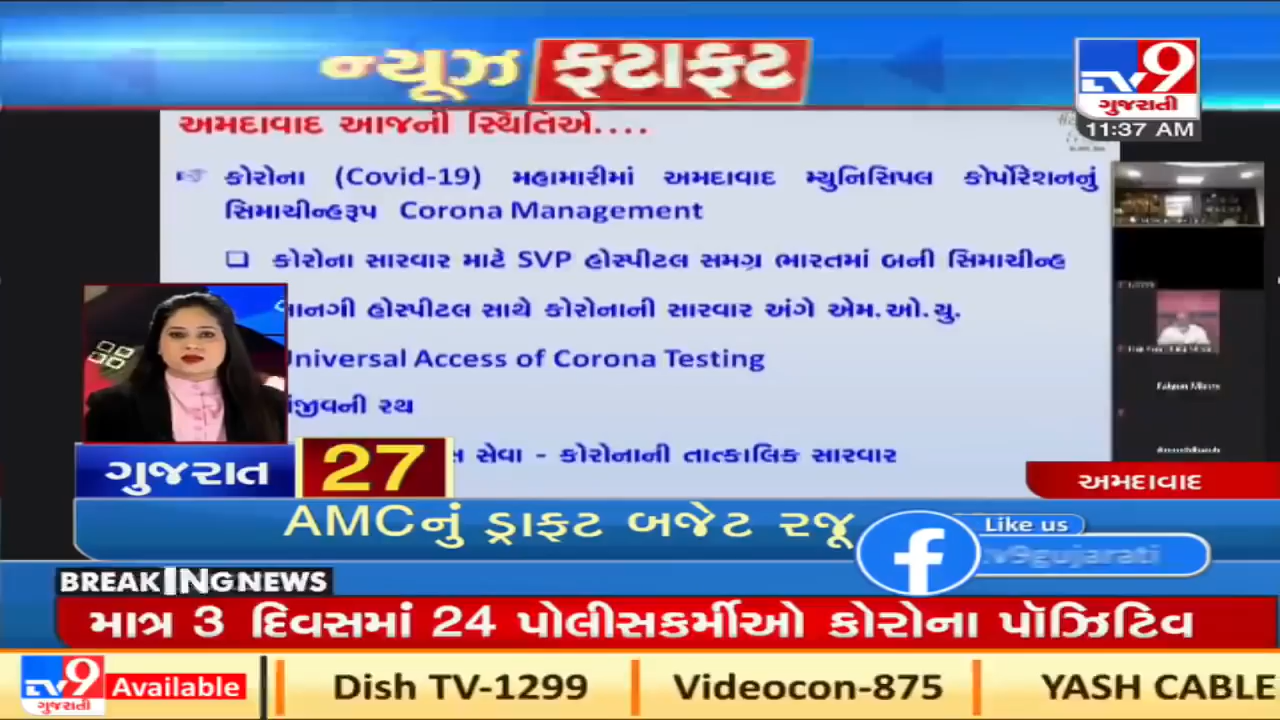 ન્યૂઝ ફટાફટ
TV9
ગુજરાતી
11:37 AM
અમદાવાદ આજની સ્થિતિએ....
કોરોના (Covid-19) મહામારીમાં અમદાવાદ મ્યુનિસિપલ કોર્પોરેશનનું
સિમાચીન્હરૂપ Corona Management
કોરોના સારવાર માટે SVP હોસ્પીટલ સમગ્ર ભારતમાં બની સિમાચીન્હ
હોસ્પીટલ સાથે કોરોનાની સારવાર અંગે એમ.ઓ.યુ.
Universal Access of Corona Testing
રથ
સેવા - કોરોનાની તાત્કાલિક સારવાર
ગુજરાત 27
અમદાવાદ
AMCનું ડ્રાફટ બજેટ રજૂ
Like us
tv9gujarati
BREAKING NEWS
માત્ર 3 દિવસમાં 24 પોલીસકર્મીઓ કોરોના પૉઝિટિવ
TV9 ગુજરાતી Available Dish TV-1299 Videocon-875 YASH CABLE